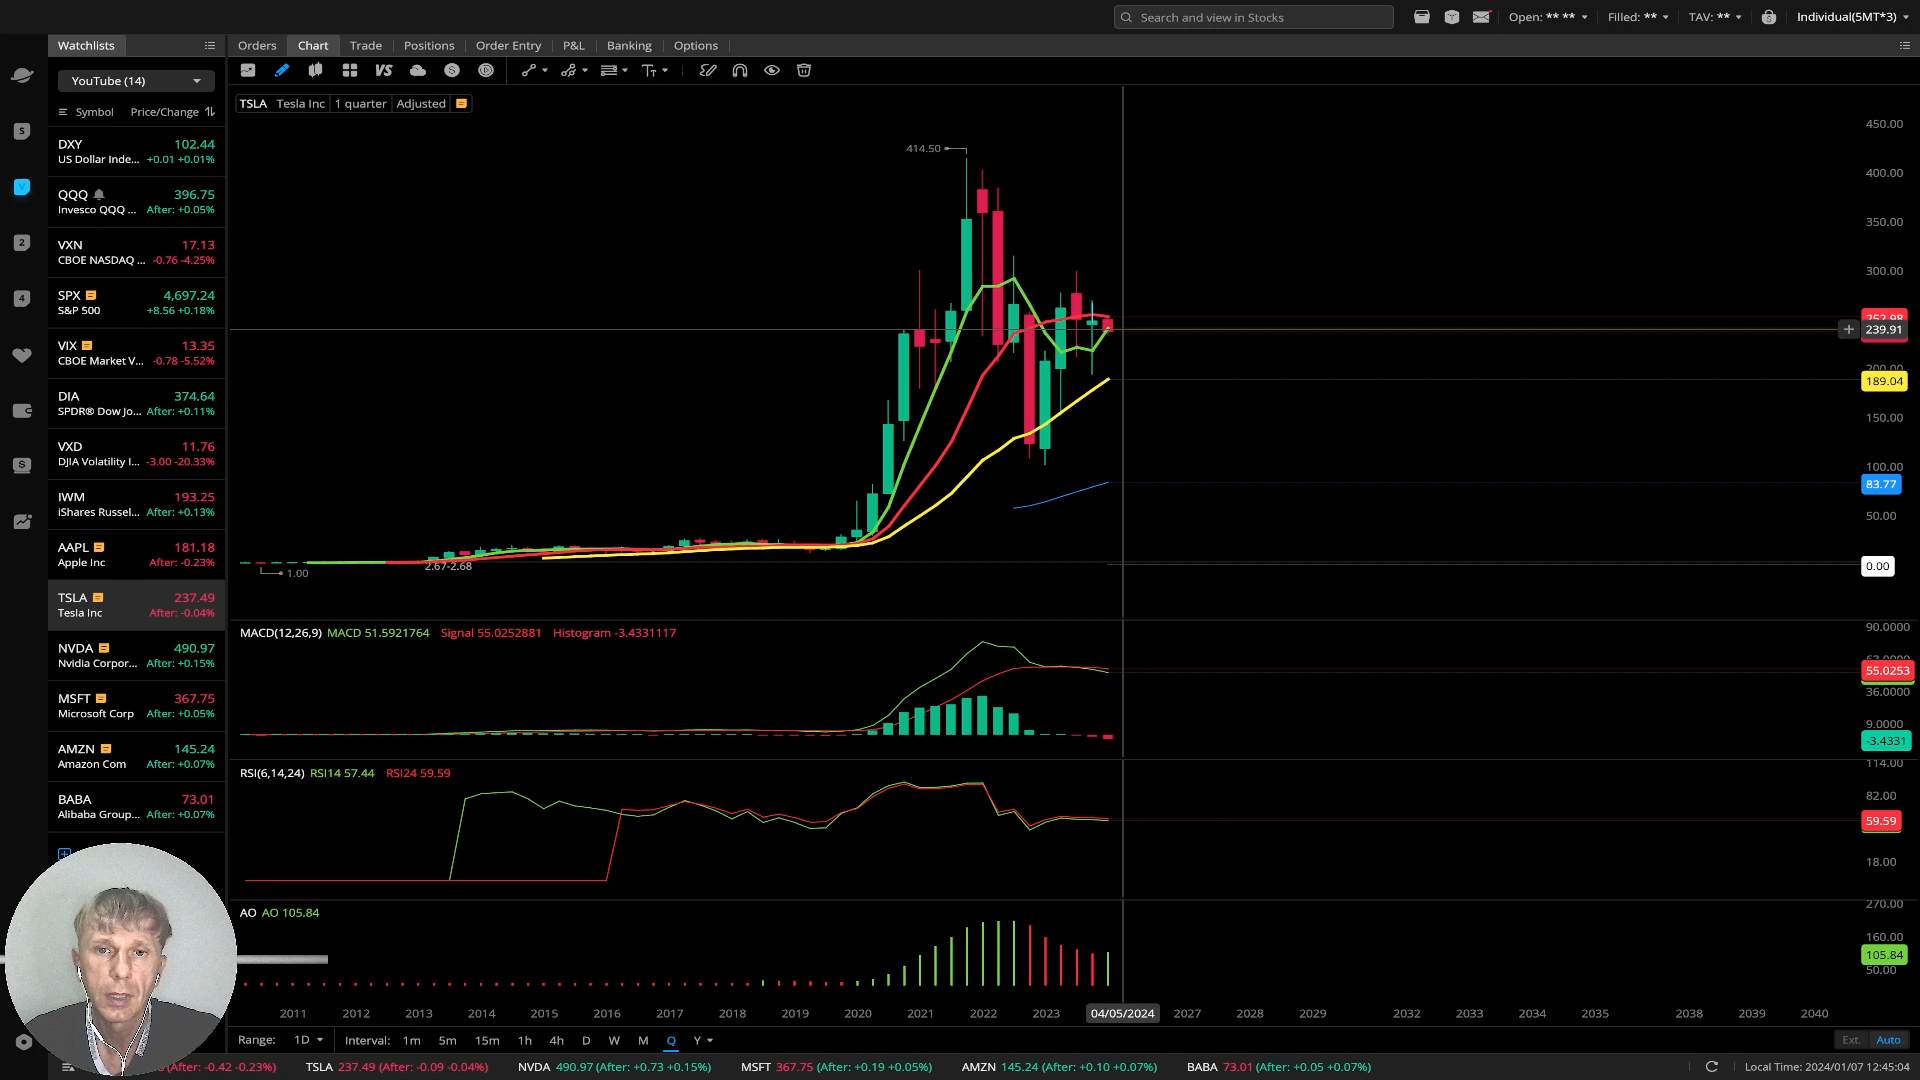 Search and view in Stocks
Open: ** **
Filled: **
TAV: **
Individual(5MT*3)
Watchlists
Orders
Chart
Trade
Positions
Order Entry
P&L
Banking
Options
YouTube (14)
Symbol
Price/Change
DXY 102.44
US Dollar Inde... +0.01 +0.01%
QQQ 396.75
Invesco QQQ ... After: +0.05%
VXN 17.13
CBOE NASDAQ ... -0.76 -4.25%
SPX 4,697.24
S&P 500 +8.56 +0.18%
VIX 13.35
CBOE Market V... -0.78 -5.52%
DIA 374.64
SPDR® Dow Jo... After: +0.11%
VXD 11.76
DJIA Volatility I... -3.00 -20.33%
IWM 193.25
iShares Russel... After: +0.13%
AAPL 181.18
Apple Inc After: -0.23%
TSLA 237.49
Tesla Inc After: -0.04%
NVDA 490.97
Nvidia Corpor... After: +0.15%
MSFT 367.75
Microsoft Corp After: +0.05%
AMZN 145.24
Amazon Com After: +0.07%
BABA 73.01
Alibaba Group... After: +0.07%
S
V
2
4
VS
TSLA Tesla Inc 1 quarter Adjusted
414.50
1.00
2.67-2.68
450.00
400.00
350.00
300.00
252.98
239.91
200.00
189.04
150.00
100.00
83.77
50.00
0.00
MACD(12,26,9) MACD 51.5921764 Signal 55.0252881 Histogram -3.4331117
90.0000
55.0253
36.0000
9.0000
-3.4331
RSI(6,14,24) RSI14 57.44 RSI24 59.59
114.00
82.00
59.59
18.00
AO AO 105.84
270.00
160.00
105.84
50.00
2011 2012 2013 2014 2015 2016 2017 2018 2019 2020 2021 2022 2023 04/05/2024 2027 2028 2029 2032 2033 2034 2035 2038 2039 2040
Range: 1D Interval: 1m 5m 15m 1h 4h D W M Q Y Ext. Auto
(After: -0.42 -0.23%) TSLA 237.49 (After: -0.09 -0.04%) NVDA 490.97 (After: +0.73 +0.15%) MSFT 367.75 (After: +0.19 +0.05%) AMZN 145.24 (After: +0.10 +0.07%) BABA 73.01 (After: +0.05 +0.07%) Local Time: 2024/01/07 12:45:04